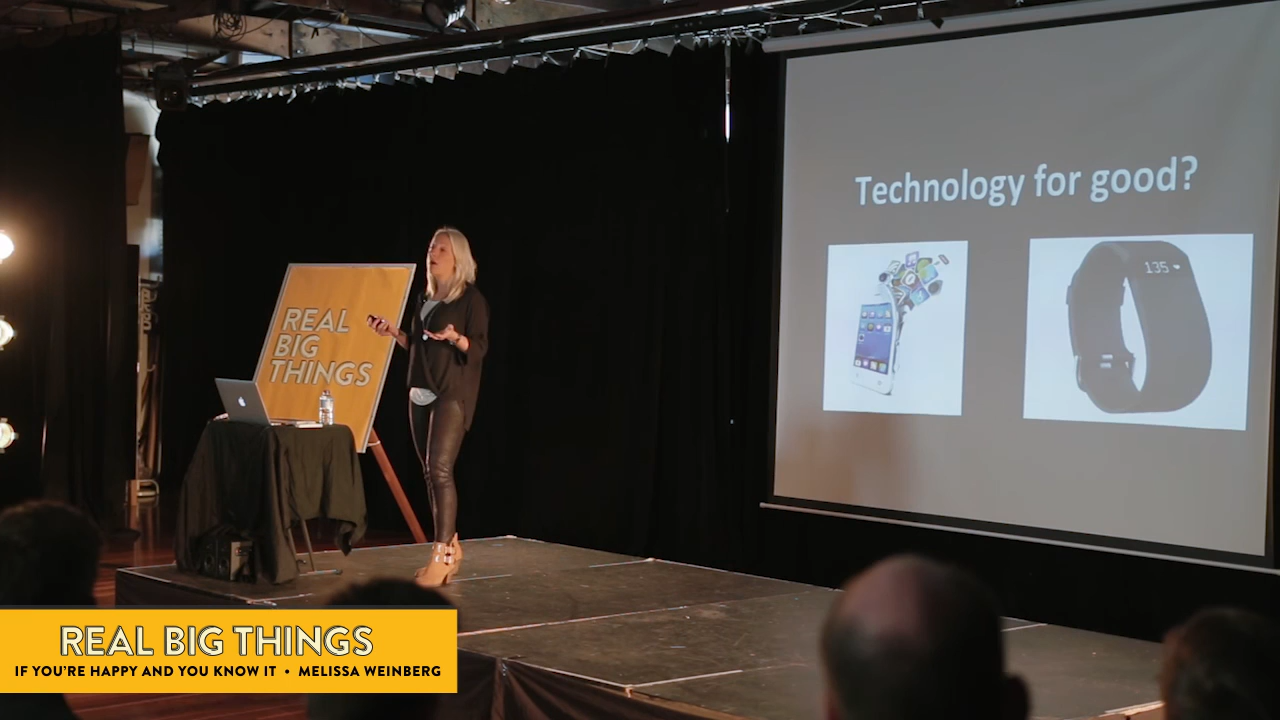 Technology for good?
135
REAL
BIG
THINGS
REAL BIG THINGS
IF YOU'RE HAPPY AND YOU KNOW IT • MELISSA WEINBERG